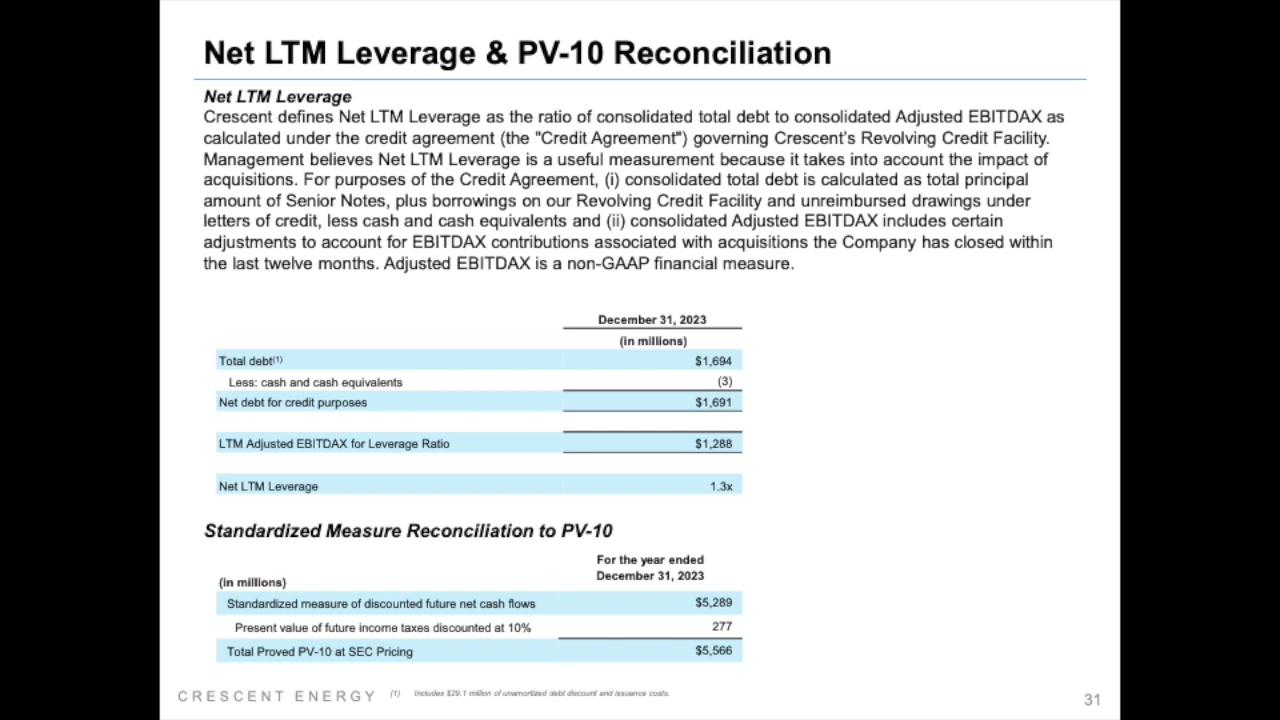 Net LTM Leverage & PV-10 Reconciliation
Net LTM Leverage
Crescent defines Net LTM Leverage as the ratio of consolidated total debt to consolidated Adjusted EBITDAX as
calculated under the credit agreement (the "Credit Agreement") governing Crescent's Revolving Credit Facility.
Management believes Net LTM Leverage is a useful measurement because it takes into account the impact of
acquisitions. For purposes of the Credit Agreement, (i) consolidated total debt is calculated as total principal
amount of Senior Notes, plus borrowings on our Revolving Credit Facility and unreimbursed drawings under
letters of credit, less cash and cash equivalents and (ii) consolidated Adjusted EBITDAX includes certain
adjustments to account for EBITDAX contributions associated with acquisitions the Company has closed within
the last twelve months. Adjusted EBITDAX is a non-GAAP financial measure.
December 31, 2023
(in millions)
Total debt(1) $1,694
Less: cash and cash equivalents (3)
Net debt for credit purposes $1,691
LTM Adjusted EBITDAX for Leverage Ratio $1,288
Net LTM Leverage 1.3x
Standardized Measure Reconciliation to PV-10
For the year ended
(in millions) December 31, 2023
Standardized measure of discounted future net cash flows $5,289
Present value of future income taxes discounted at 10% 277
Total Proved PV-10 at SEC Pricing $5,566
CRESCENT ENERGY (1) Includes $29.1 million of unamortized debt discount and issuance costs. 31